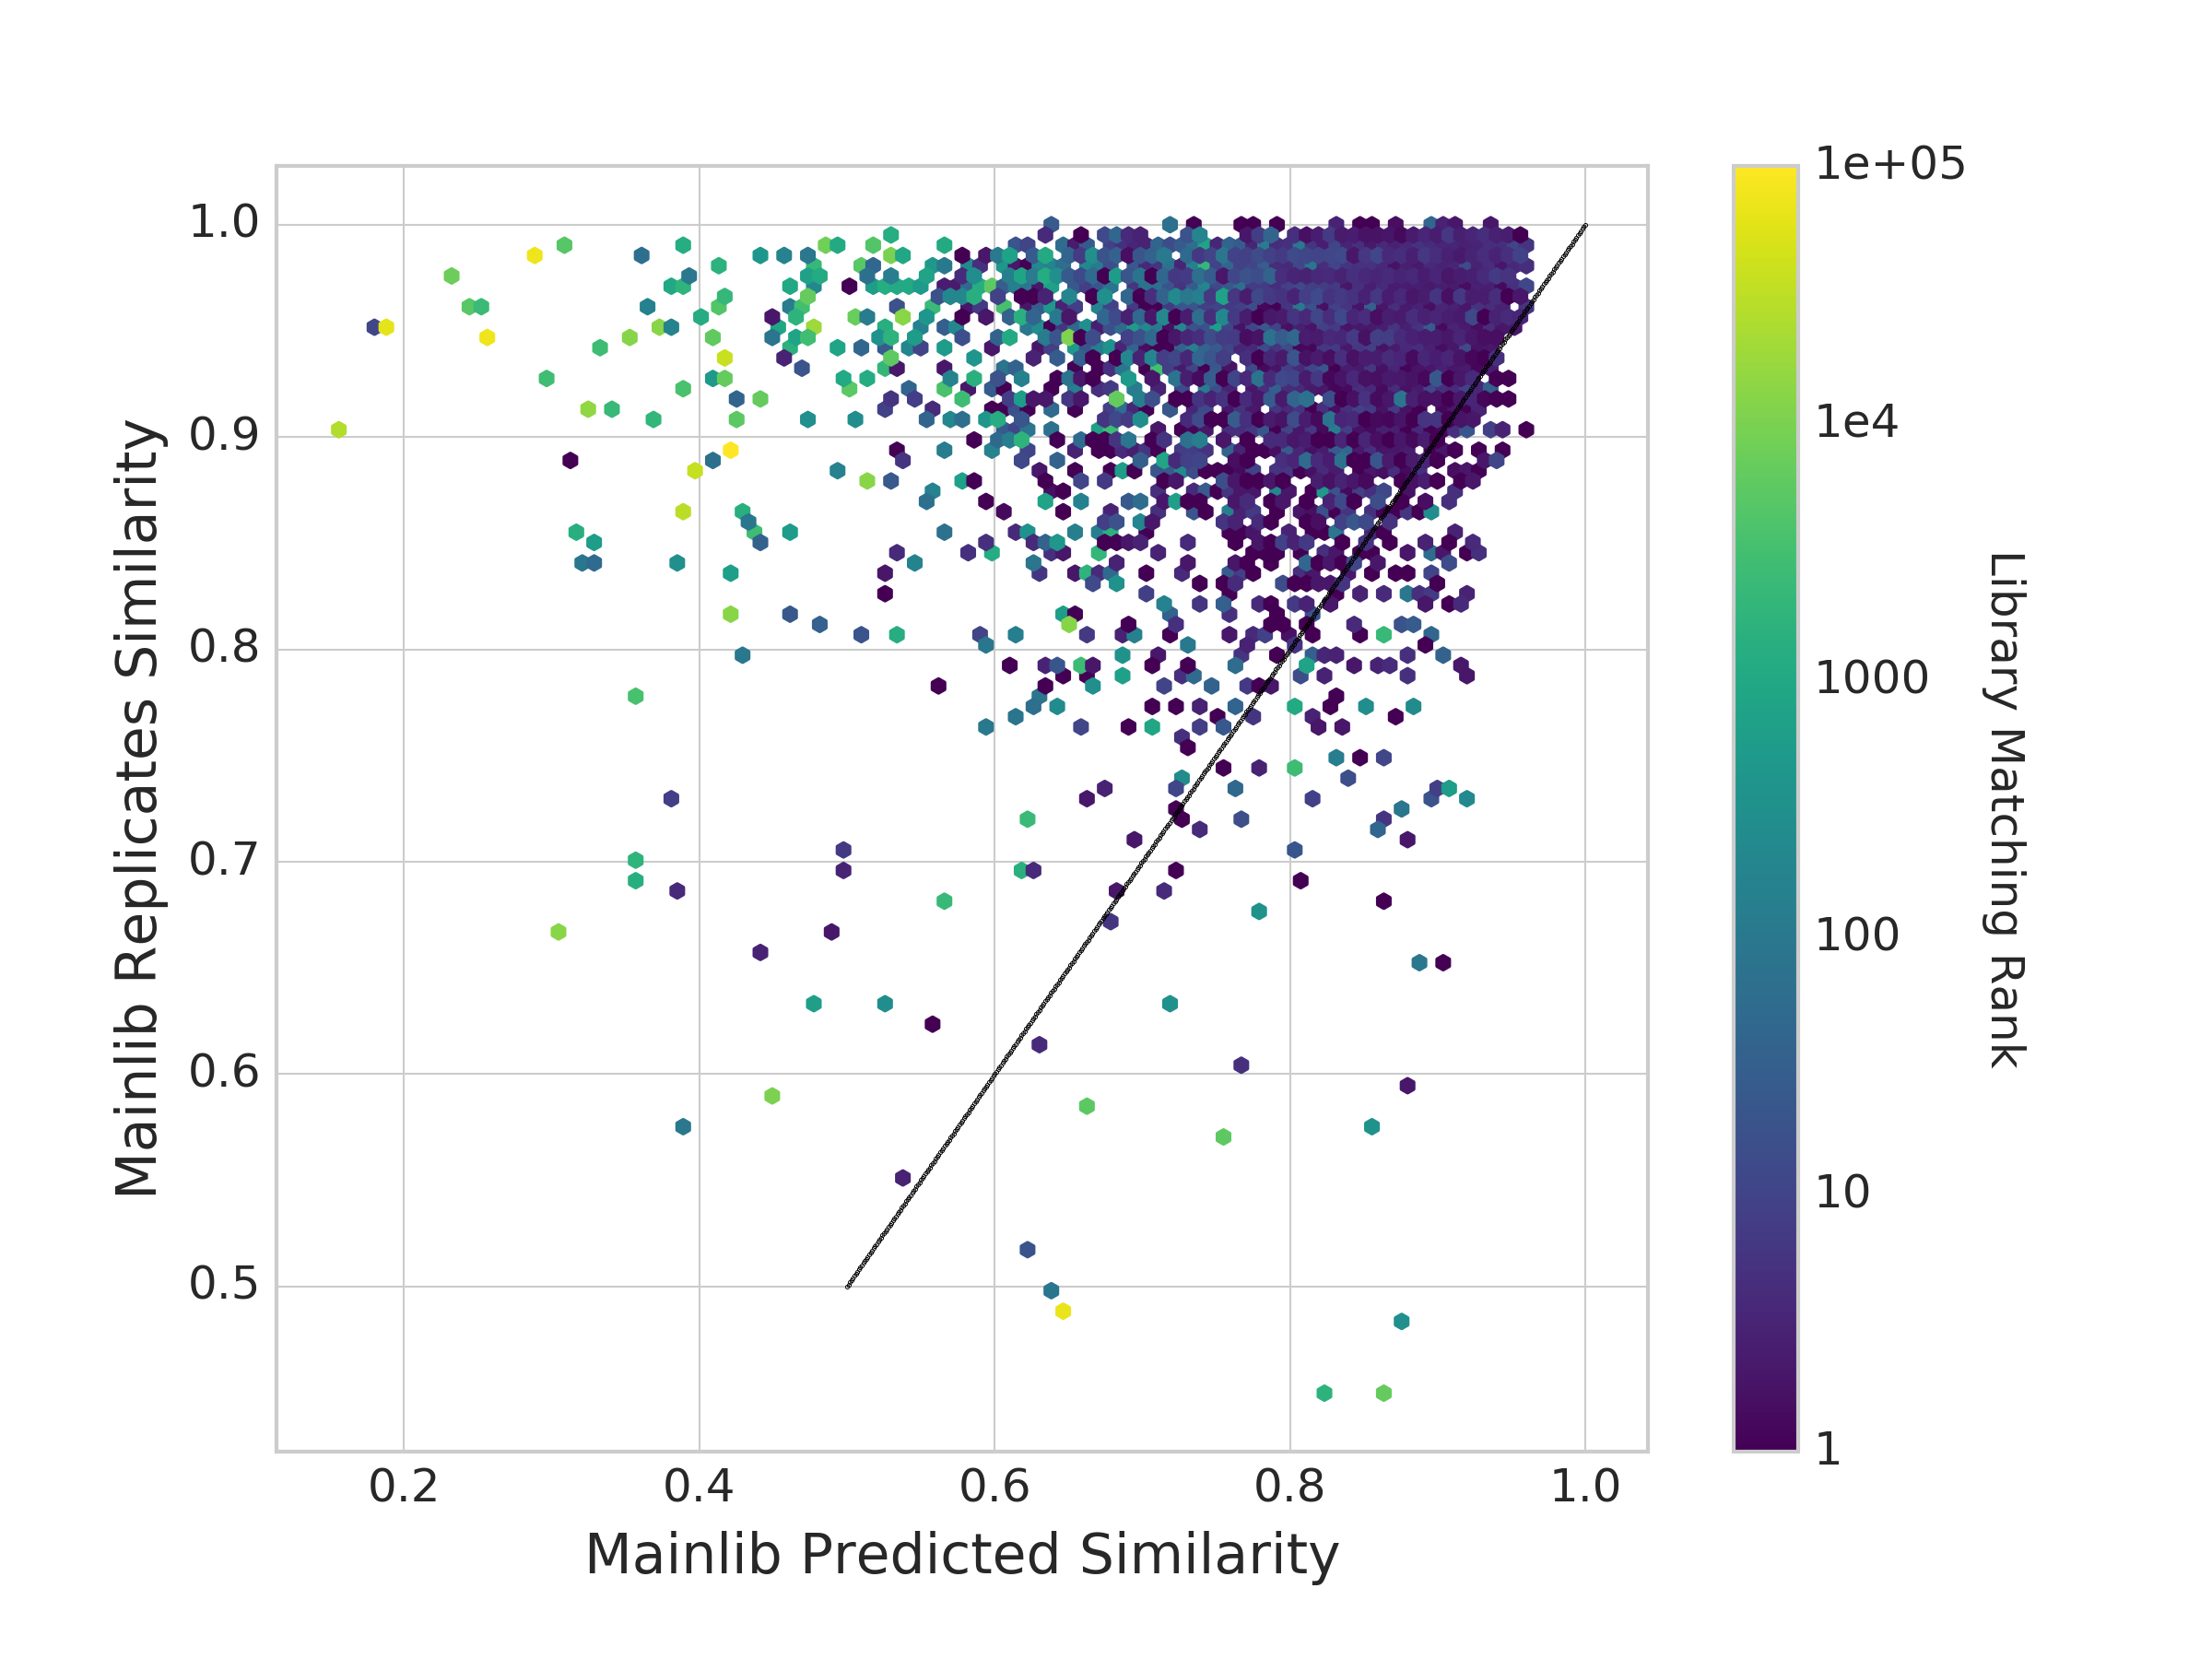 1.0
0.9
0.8
0.7
0.6
0.5
Mainlib Replicates Similarity
0.2 0.4 0.6 0.8 1.0
Mainlib Predicted Similarity
1e+05
1e4
1000
100
10
1
Library Matching Rank